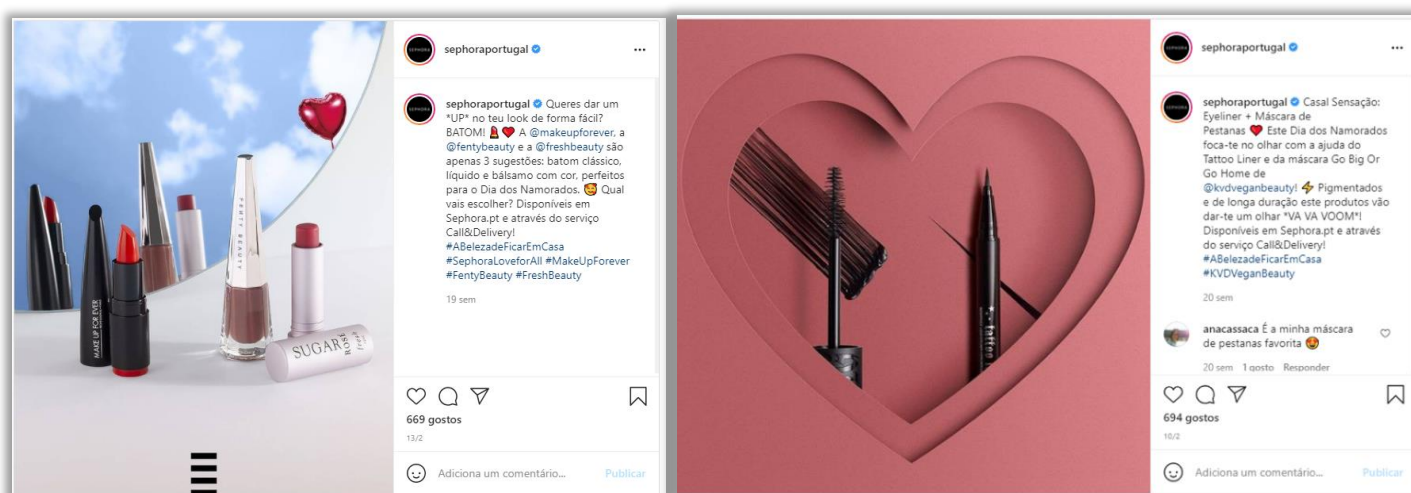 sephoraportugal
sephoraportugal Queres dar um
*UP* no teu look de forma fácil?
BATOM! 💄 ❤️ A @makeupforever, a
@fentybeauty e a @freshbeauty são
apenas 3 sugestões: batom clássico,
líquido e bálsamo com cor, perfeitos
para o Dia dos Namorados. 🥰 Qual
vais escolher? Disponíveis em
Sephora.pt e através do serviço
Call&Delivery!
#ABelezadeFicarEmCasa
#SephoraLoveforAll #MakeUpForever
#FentyBeauty #FreshBeauty
19 sem
669 gostos
13/2
Adiciona um comentário...
Publicar
MAKE UP FOR EVER
FENTY BEAUTY
SUGAR
ROSÉ
fresh
SEPHORA
sephoraportugal
sephoraportugal Casal Sensação:
Eyeliner + Máscara de
Pestanas ❤️ Este Dia dos Namorados
foca-te no olhar com a ajuda do
Tattoo Liner e da máscara Go Big Or
Go Home de
@kvdveganbeauty! ⚡ Pigmentados
e de longa duração este produtos vão
dar-te um olhar *VA VA VOOM*!
Disponíveis em Sephora.pt e através
do serviço Call&Delivery!
#ABelezadeFicarEmCasa
#KVDVeganBeauty
20 sem
anacassaca É a minha máscara
de pestanas favorita 😍
20 sem 1 gosto Responder
694 gostos
10/2
Adiciona um comentário...
Publicar
tattoo